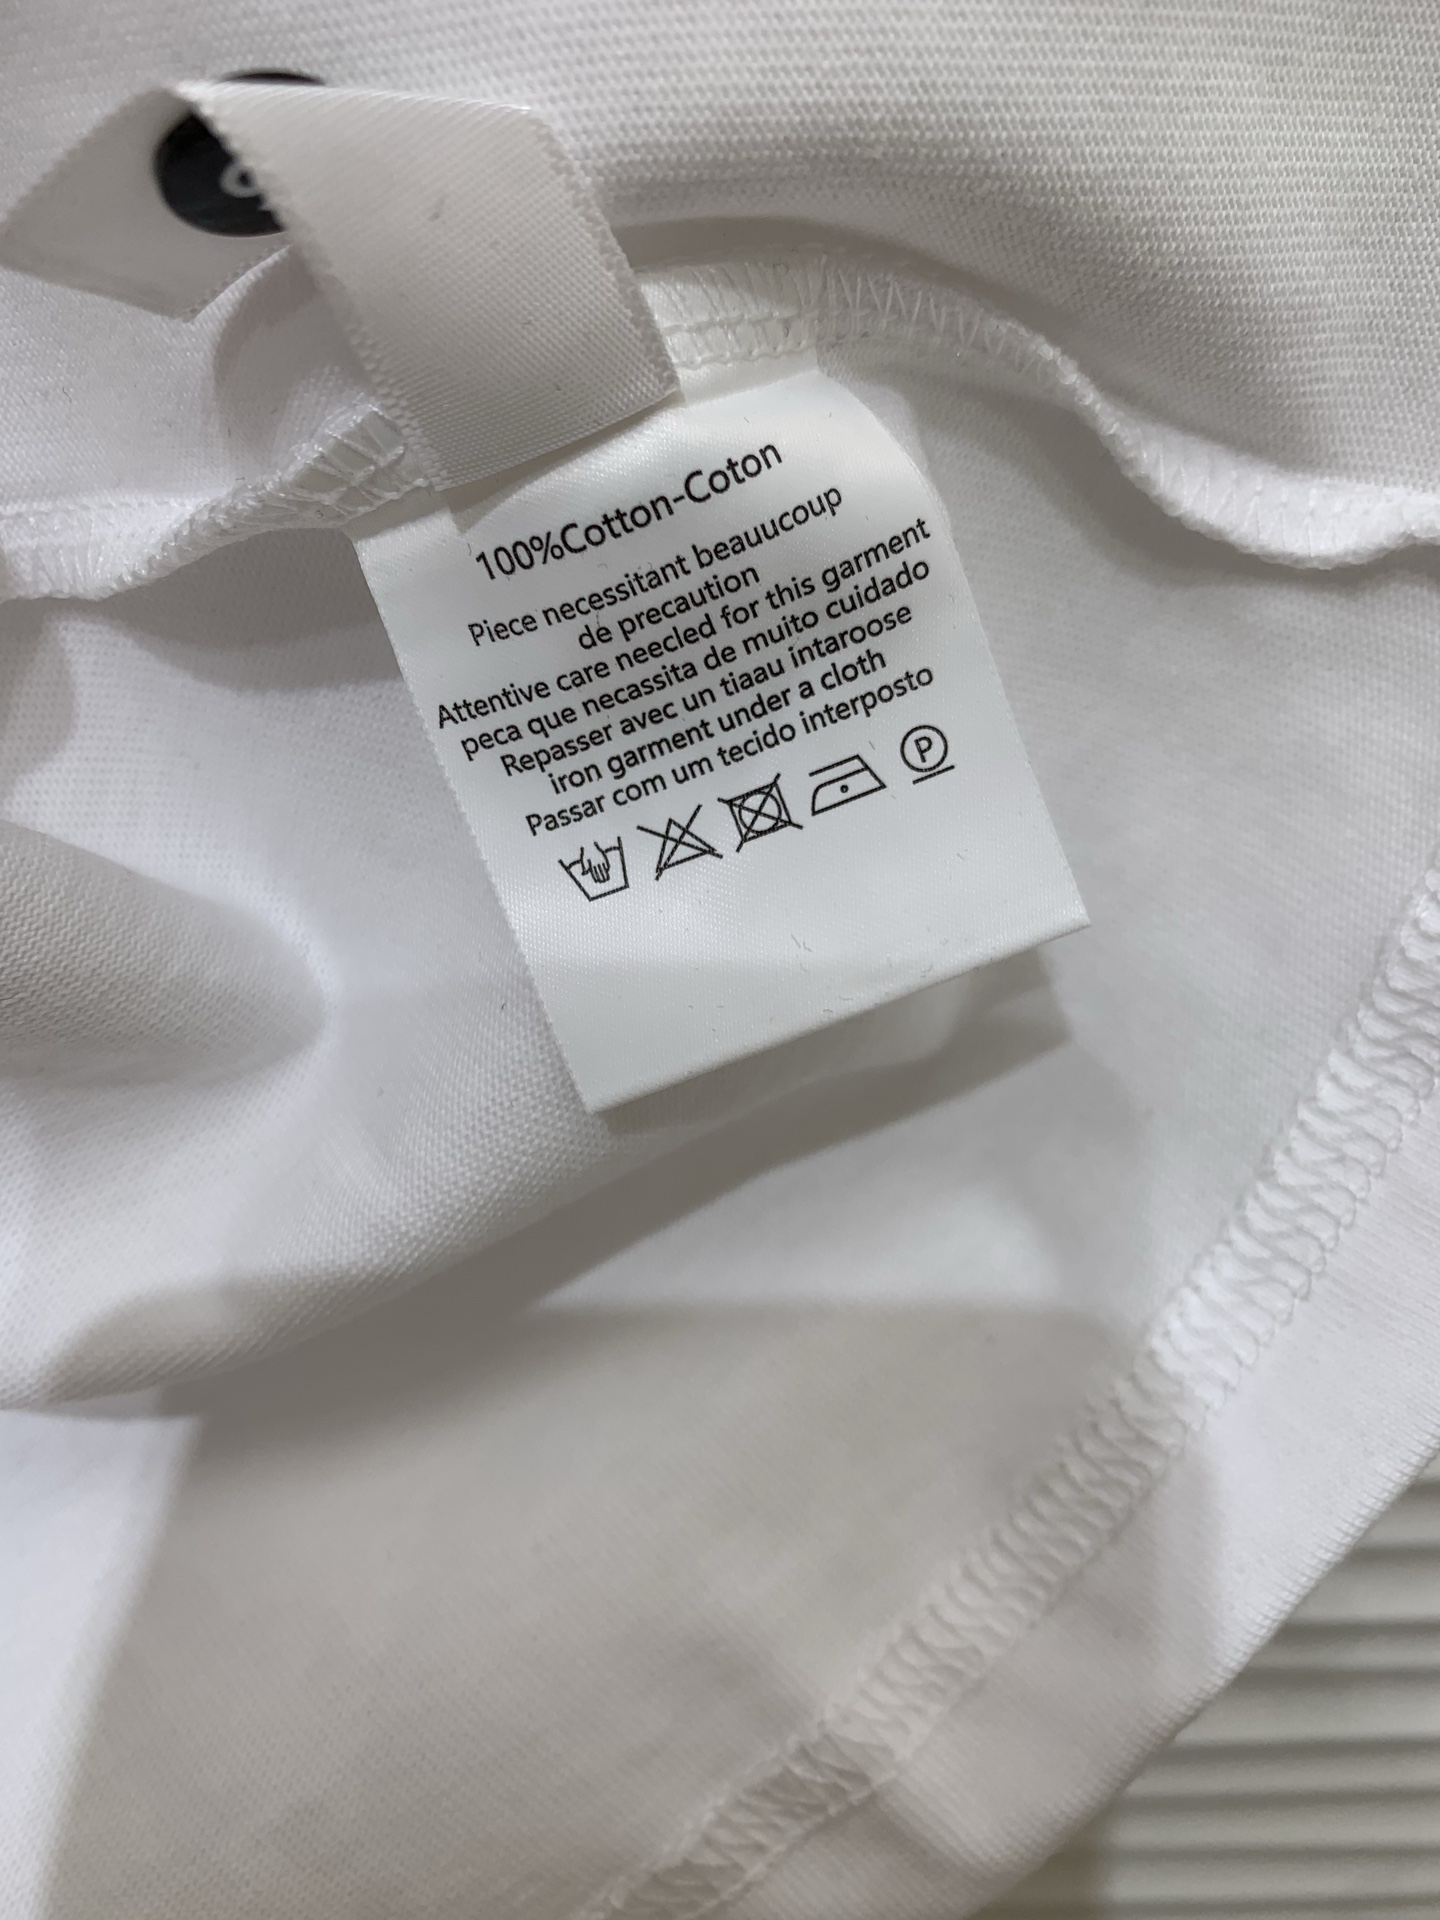 100%Cotton-Coton
Piece necessitant beauucoup
de precaution
Attentive care neecled for this garment
peca que necassita de muito cuidado
Repasser avec un tiaau intaroose
iron garment under a cloth
Passar com um tecido interposto
P